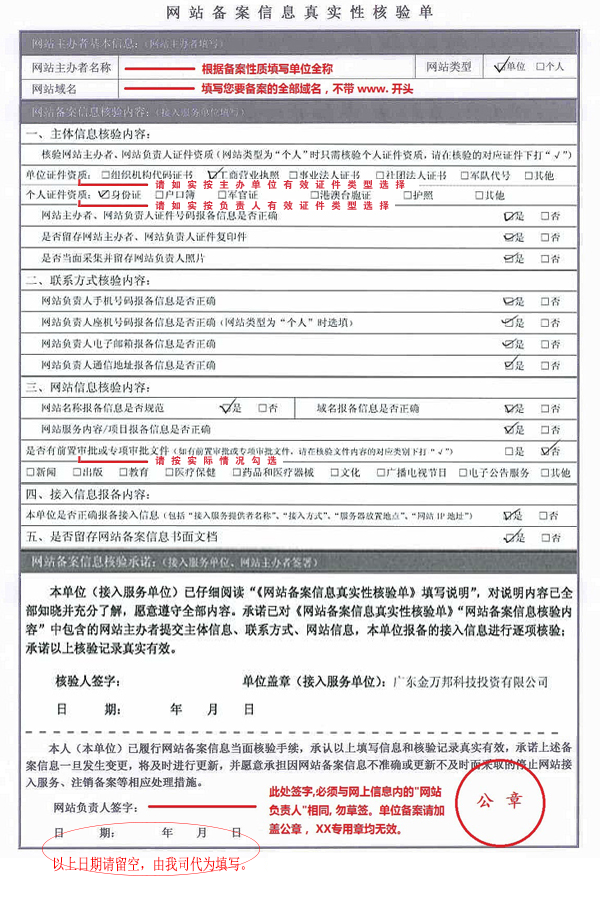 网站备案信息真实性核验单
网站主办者基本信息：（网站主办者填写）
网站主办者名称 根据备案性质填写单位全称 网站类型 ☑单位 □个人
网站域名 填写您要备案的全部域名，不带 www. 开头
网站备案信息核验内容：（接入服务单位填写）
一、主体信息核验内容：
核验网站主办者、网站负责人证件资质（网站类型为“个人”时只需核验个人证件资质，请在核验的对应证件下打“√”）
单位证件资质： □组织机构代码证书 ☑工商营业执照 □事业法人证书 □社团法人证书 □军队代号 □其他
请如实按主办单位有效证件类型选择
个人证件资质：☑身份证 □户口簿 □军官证 □港澳台胞证 □护照 □其他
请如实按负责人有效证件类型选择
网站主办者、网站负责人证件号码报备信息是否正确 ☑是 □否
是否留存网站主办者、网站负责人证件复印件 ☑是 □否
是否当面采集并留存网站负责人照片 ☑是 □否
二、联系方式核验内容：
网站负责人手机号码报备信息是否正确 ☑是 □否
网站负责人座机号码报备信息是否正确（网站类型为“个人”时选填） ☑是 □否
网站负责人电子邮箱报备信息是否正确 ☑是 □否
网站负责人通信地址报备信息是否正确 ☑是 □否
三、网站信息核验内容：
网站名称报备信息是否规范 ☑是 □否 域名报备信息是否正确 ☑是 □否
网站服务内容/项目报备信息是否正确 ☑是 □否
是否有前置审批或专项审批文件（如有前置审批或专项审批文件，请在核验文件内容的对应类别下打“√”） □是 ☑否
请按实际情况勾选
□新闻 □出版 □教育 □医疗保健 □药品和医疗器械 □文化 □广播电视节目 □电子公告服务 □其他
四、接入信息报备内容：
本单位是否正确报备接入信息（包括“接入服务提供者名称”、“接入方式”、“服务器放置地点”、“网站 IP 地址”） ☑是 □否
五、是否留存网站备案信息书面文档 ☑是 □否
网站备案信息核验承诺：（接入服务单位、网站主办者签署）
本单位（接入服务单位）已仔细阅读“《网站备案信息真实性核验单》填写说明”，对说明内容已全
部知晓并充分了解，愿意遵守全部内容。承诺已对《网站备案信息真实性核验单》“网站备案信息核验内
容”中包含的网站主办者提交主体信息、联系方式、网站信息，本单位报备的接入信息进行逐项核验；
承诺以上核验记录真实有效。
核验人签字： 单位盖章（接入服务单位）：广东金万邦科技投资有限公司
日 期： 年 月 日
本人（本单位）已履行网站备案信息当面核验手续，承认以上填写信息和核验记录真实有效，承诺上述备
案信息一旦发生变更，将及时进行更新，并愿意承担因网站备案信息不准确或更新不及时而采取的停止网站接
入服务、注销备案等相应处理措施。
网站负责人签字： 此处签字,必须与网上信息内的"网站
负责人"相同, 勿草签。单位备案请加
盖公章，XX专用章均无效。
公章
日 期： 年 月 日
以上日期请留空，由我司代为填写。